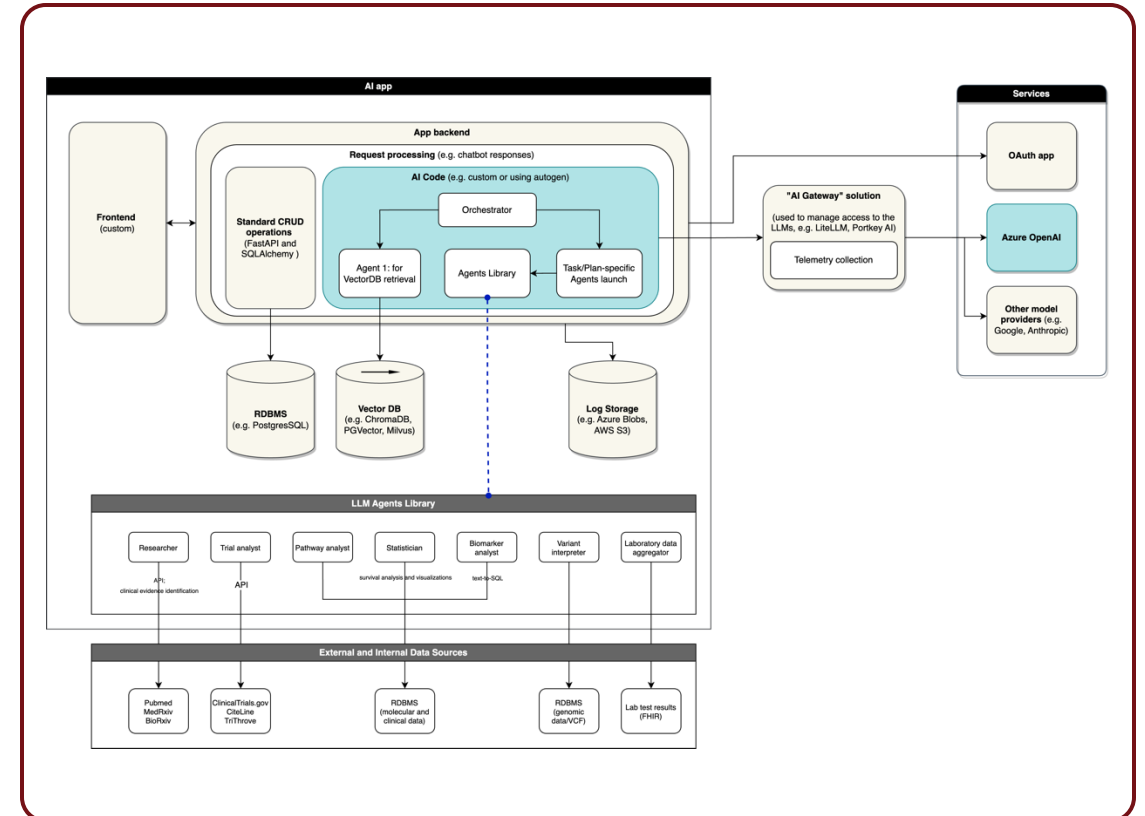 AI app
Services
Frontend
(custom)
App backend
Request processing (e.g. chatbot responses)
Standard CRUD
operations
(FastAPI and
SQLAlchemy )
AI Code (e.g. custom or using autogen)
Orchestrator
Agent 1: for
VectorDB retrieval
Agents Library
Task/Plan-specific
Agents launch
"AI Gateway" solution
(used to manage access to the
LLMs, e.g. LiteLLM, Portkey AI)
Telemetry collection
OAuth app
Azure OpenAI
Other model
providers (e.g.
Google, Anthropic)
RDBMS
(e.g. PostgresSQL)
Vector DB
(e.g. ChromaDB,
PGVector, Milvus)
Log Storage
(e.g. Azure Blobs,
AWS S3)
LLM Agents Library
Researcher
Trial analyst
Pathway analyst
Statistician
Biomarker
analyst
Variant
interpreter
Laboratory data
aggregator
API;
clinical evidence identification
API
survival analysis and visualizations
text-to-SQL
External and Internal Data Sources
Pubmed
MedRxiv
BioRxiv
ClinicalTrials.gov
CiteLine
TriThrove
RDBMS
(molecular and
clinical data)
RDBMS
(genomic
data/VCF)
Lab test results
(FHIR)